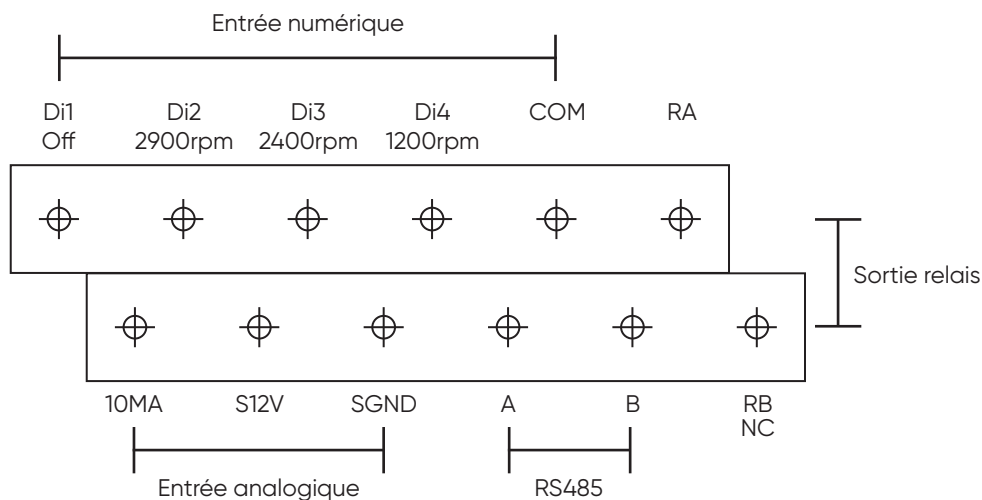 Entrée numérique
Di1 Di2 Di3 Di4 COM RA
Off 2900rpm 2400rpm 1200rpm
Sortie relais
10MA S12V SGND A B RB
NC
Entrée analogique RS485